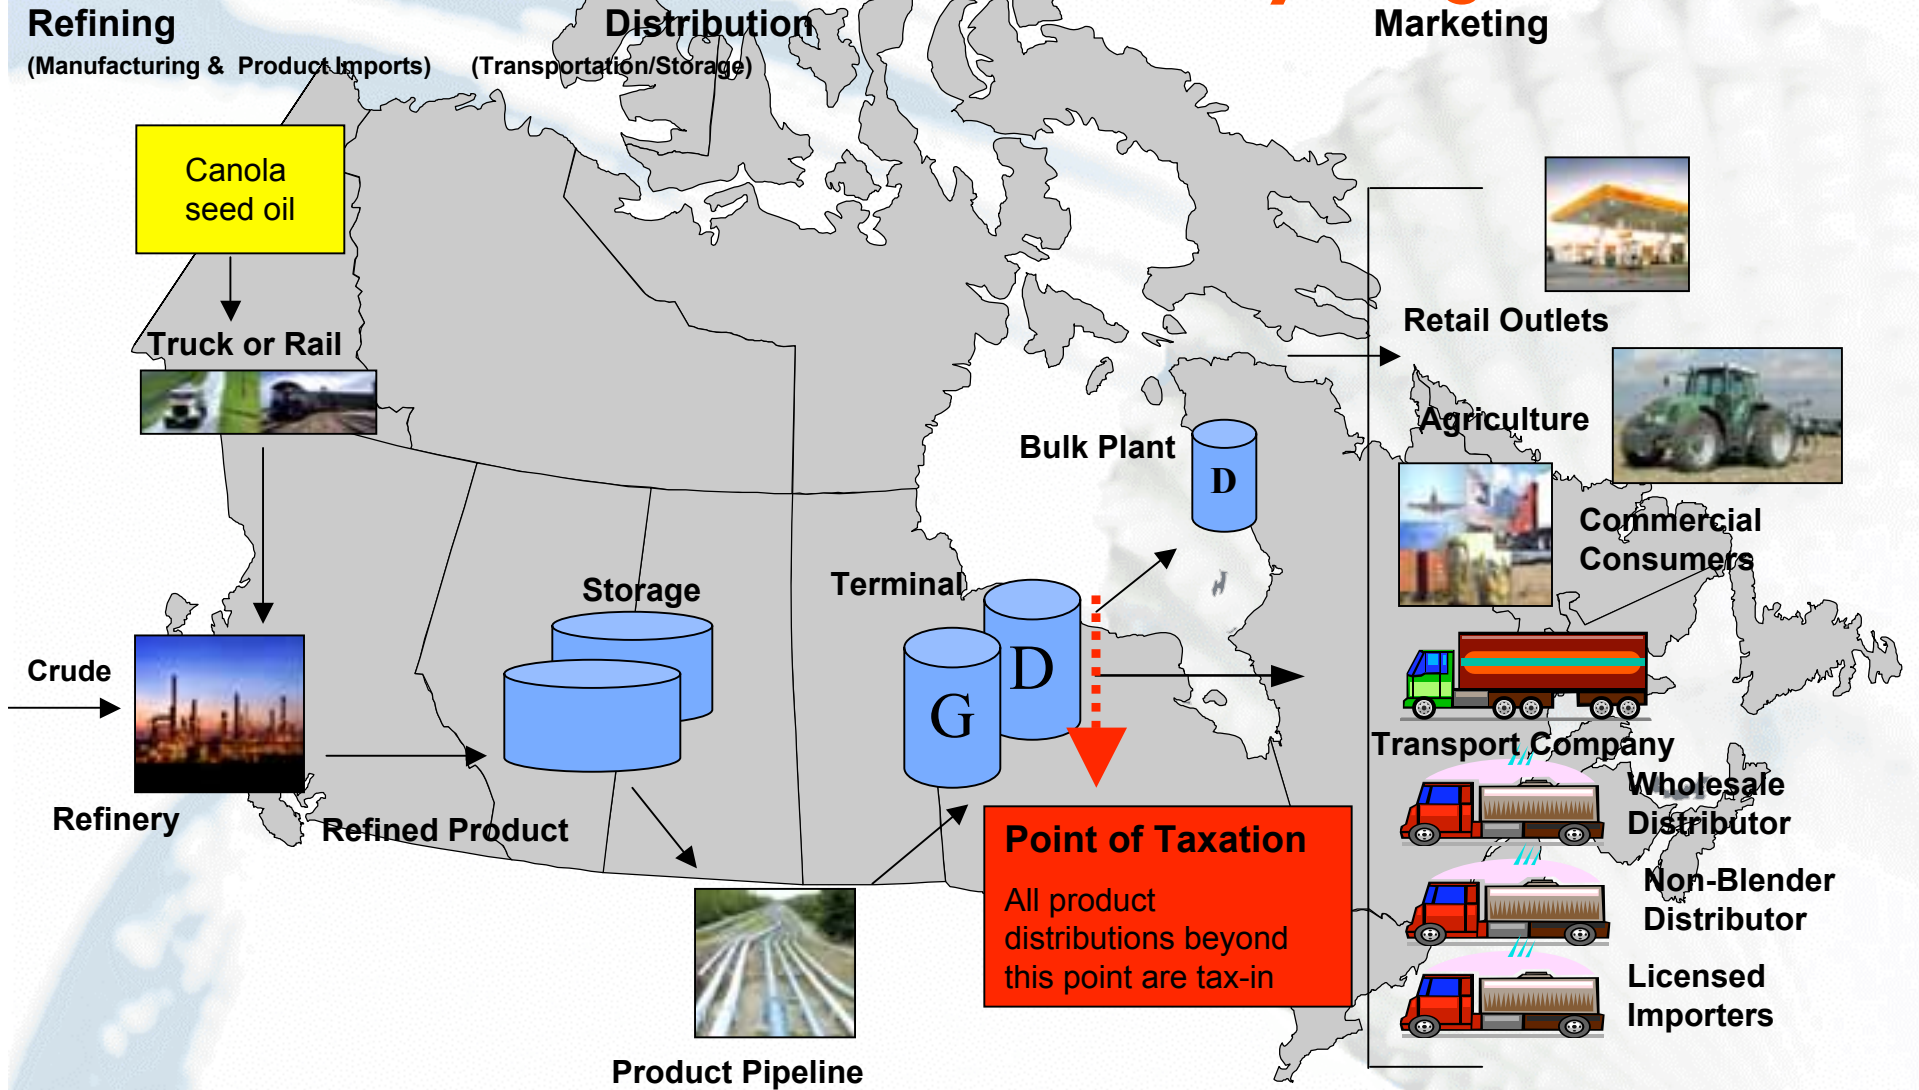 Refining
Distribution
Marketing
(Manufacturing & Product Imports)
(Transportation/Storage)
Canola
seed oil
Truck or Rail
Retail Outlets
Agriculture
Bulk Plant
D
Commercial
Consumers
Storage
Terminal
D
G
Crude
Transport Company
Wholesale
Distributor
Refinery
Refined Product
Point of Taxation
All product
distributions beyond
this point are tax-in
Non-Blender
Distributor
Licensed
Importers
Product Pipeline